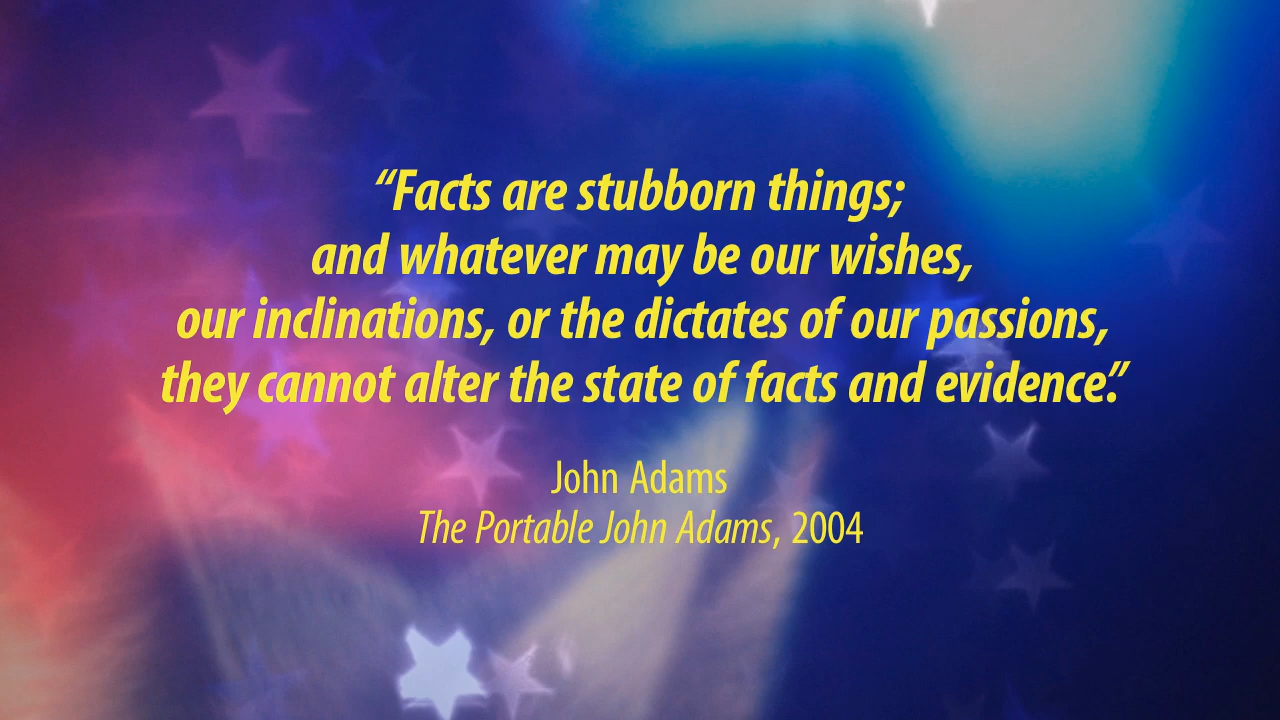 “Facts are stubborn things;
and whatever may be our wishes,
our inclinations, or the dictates of our passions,
they cannot alter the state of facts and evidence.”
John Adams
The Portable John Adams, 2004